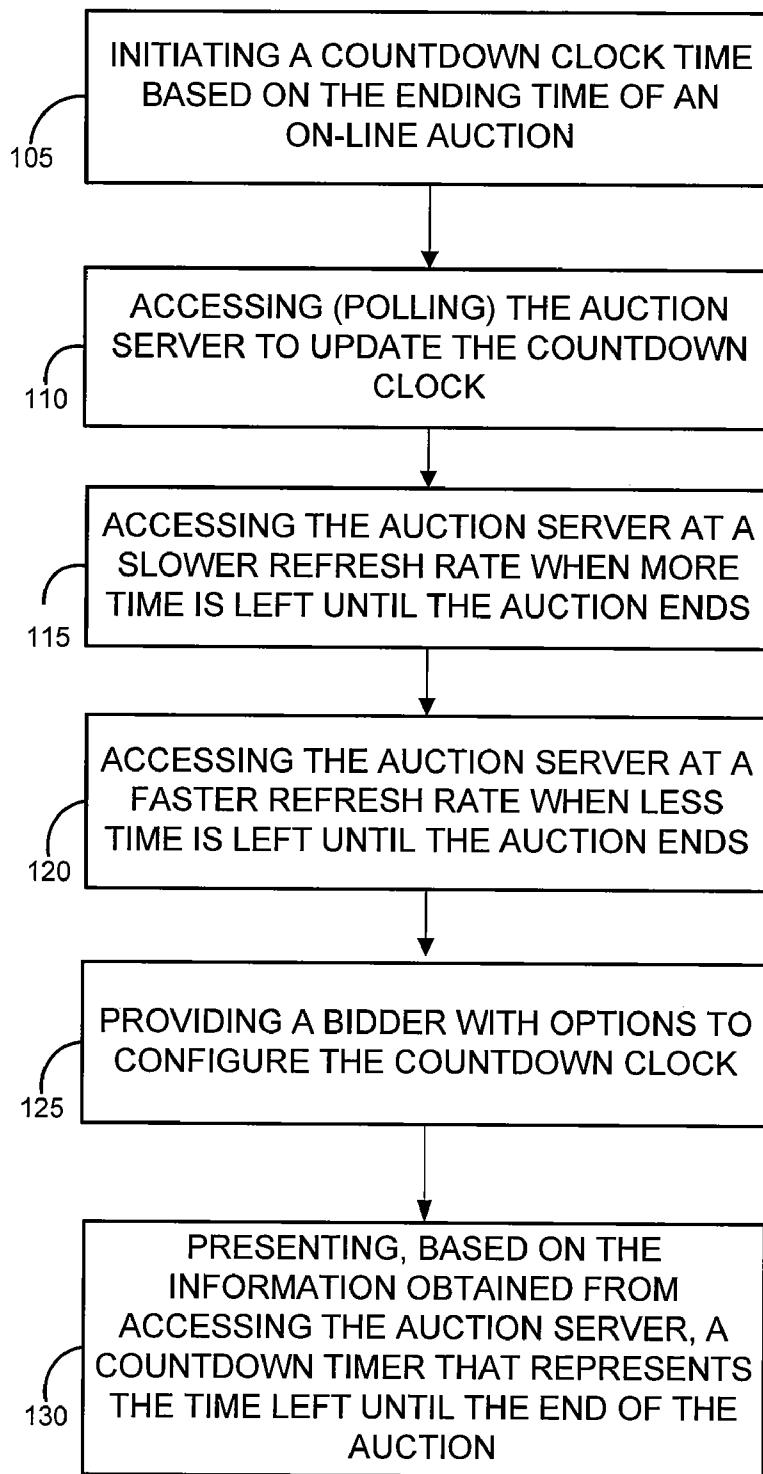 INITIATING A COUNTDOWN CLOCK TIME
BASED ON THE ENDING TIME OF AN
ON-LINE AUCTION
105
ACCESSING (POLLING) THE AUCTION
SERVER TO UPDATE THE COUNTDOWN
CLOCK
110
ACCESSING THE AUCTION SERVER AT A
SLOWER REFRESH RATE WHEN MORE
TIME IS LEFT UNTIL THE AUCTION ENDS
115
ACCESSING THE AUCTION SERVER AT A
FASTER REFRESH RATE WHEN LESS
TIME IS LEFT UNTIL THE AUCTION ENDS
120
PROVIDING A BIDDER WITH OPTIONS TO
CONFIGURE THE COUNTDOWN CLOCK
125
PRESENTING, BASED ON THE
INFORMATION OBTAINED FROM
ACCESSING THE AUCTION SERVER, A
COUNTDOWN TIMER THAT REPRESENTS
THE TIME LEFT UNTIL THE END OF THE
AUCTION
130